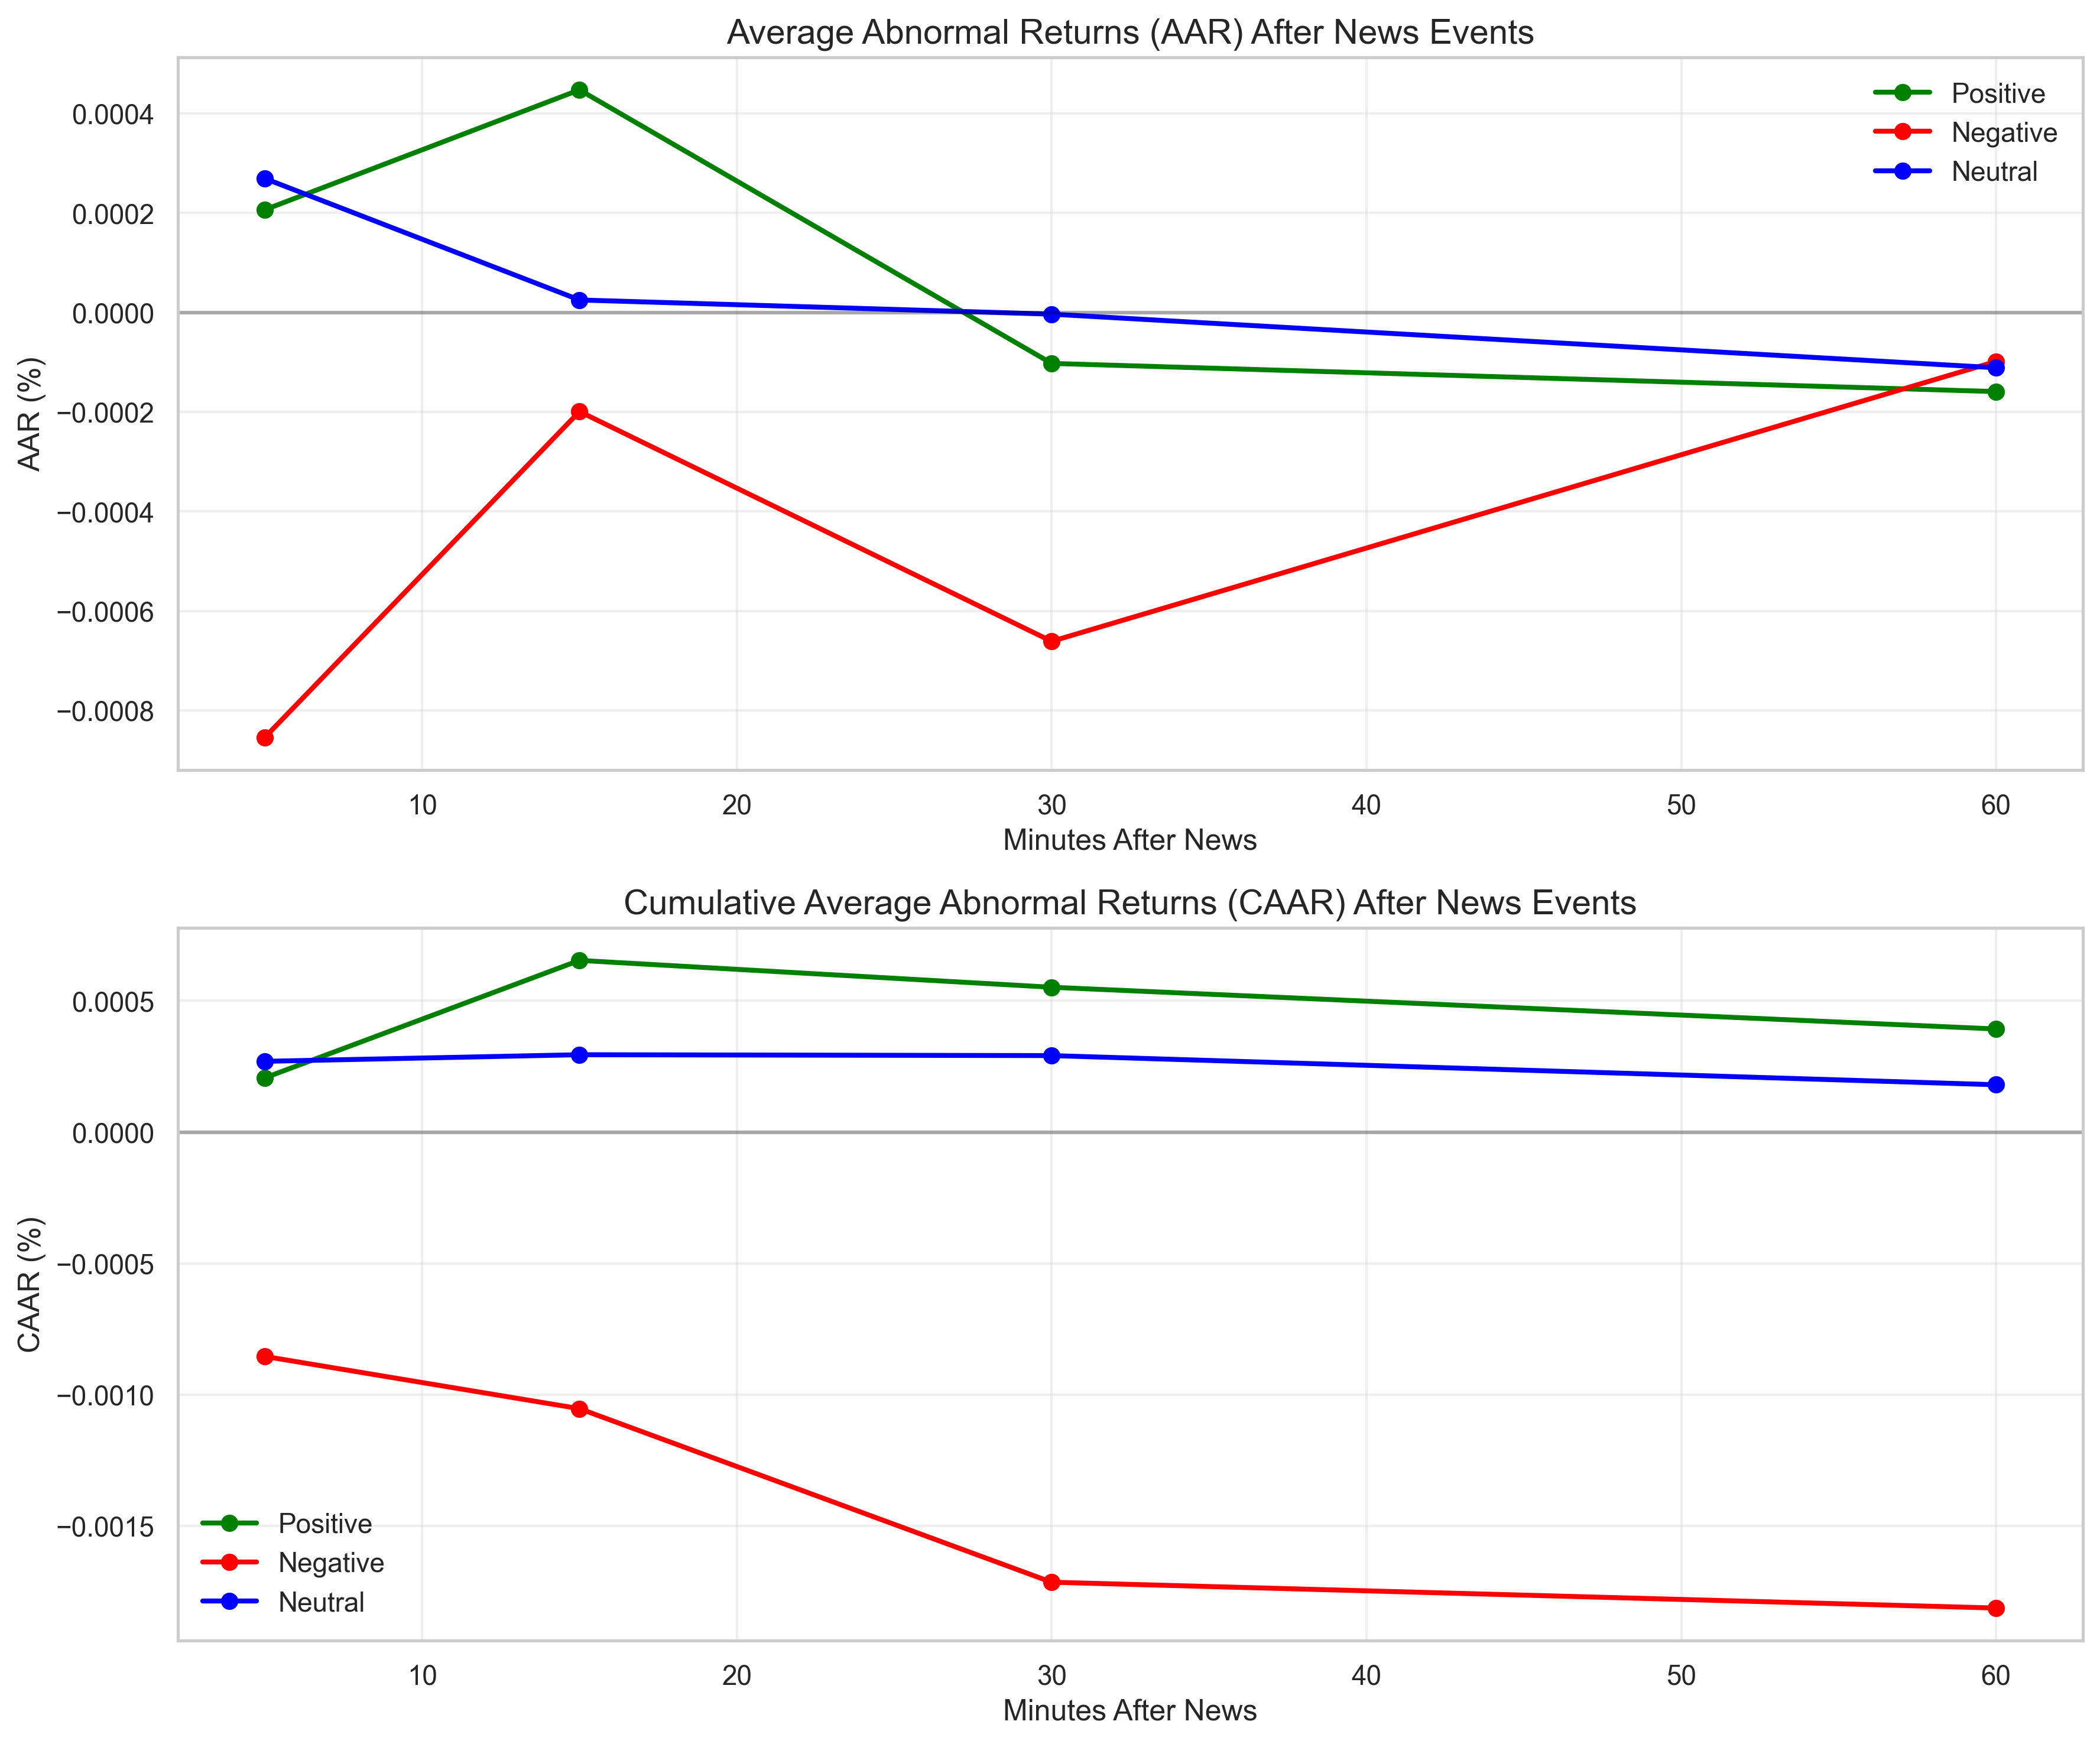 Average Abnormal Returns (AAR) After News Events
AAR (%)
0.0004
0.0002
0.0000
−0.0002
−0.0004
−0.0006
−0.0008
Positive
Negative
Neutral
10 20 30 40 50 60
Minutes After News
Cumulative Average Abnormal Returns (CAAR) After News Events
CAAR (%)
0.0005
0.0000
−0.0005
−0.0010
−0.0015
Positive
Negative
Neutral
10 20 30 40 50 60
Minutes After News